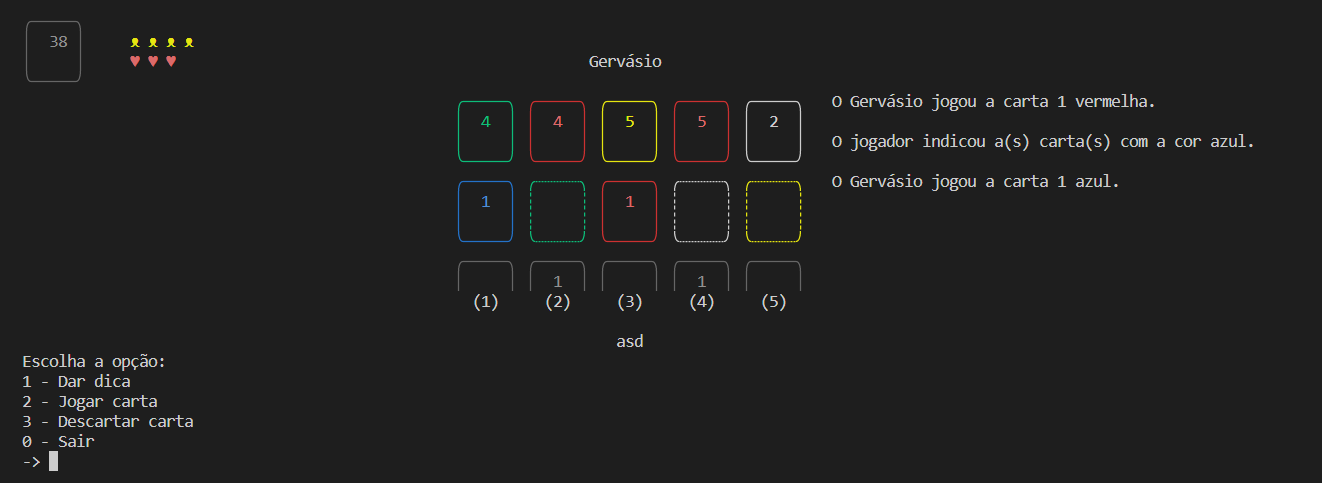 38
Gervásio
4 4 5 5 2
O Gervásio jogou a carta 1 vermelha.
O jogador indicou a(s) carta(s) com a cor azul.
O Gervásio jogou a carta 1 azul.
1 1
1 1
(1) (2) (3) (4) (5)
asd
Escolha a opção:
1 - Dar dica
2 - Jogar carta
3 - Descartar carta
0 - Sair
->